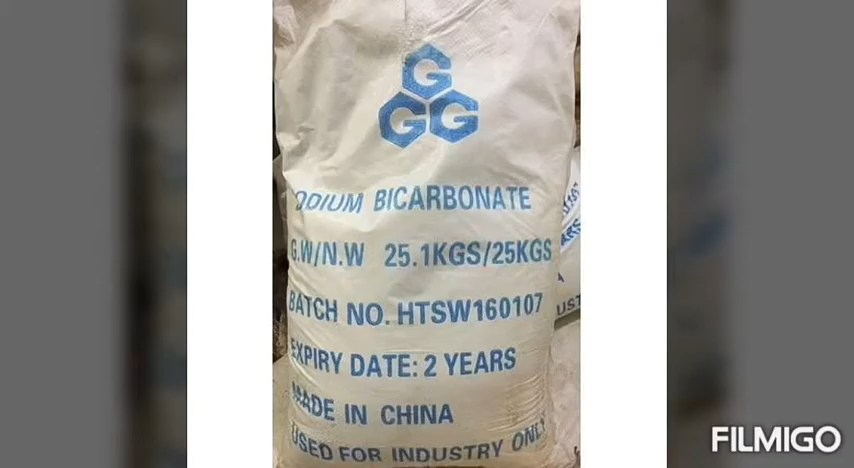 G
G G
ODIUM BICARBONATE
G.W/N.W 25.1KGS/25KGS
BATCH NO. HTSW160107
EXPIRY DATE: 2 YEARS
MADE IN CHINA
USED FOR INDUSTRY ONLY
FILMIGO